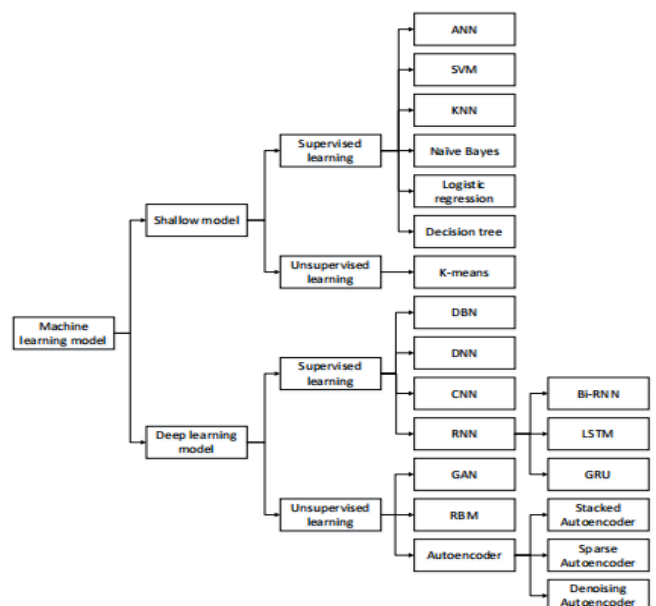 ANN
SVM
KNN
Supervised
learning
Naïve Bayes
Logistic
regression
Shallow model
Decision tree
Unsupervised
learning
K-means
Machine
learning model
DBN
DNN
Supervised
learning
CNN
Bi-RNN
RNN
LSTM
Deep learning
model
GAN
GRU
Unsupervised
learning
RBM
Stacked
Autoencoder
Autoencoder
Sparse
Autoencoder
Denoising
Autoencoder